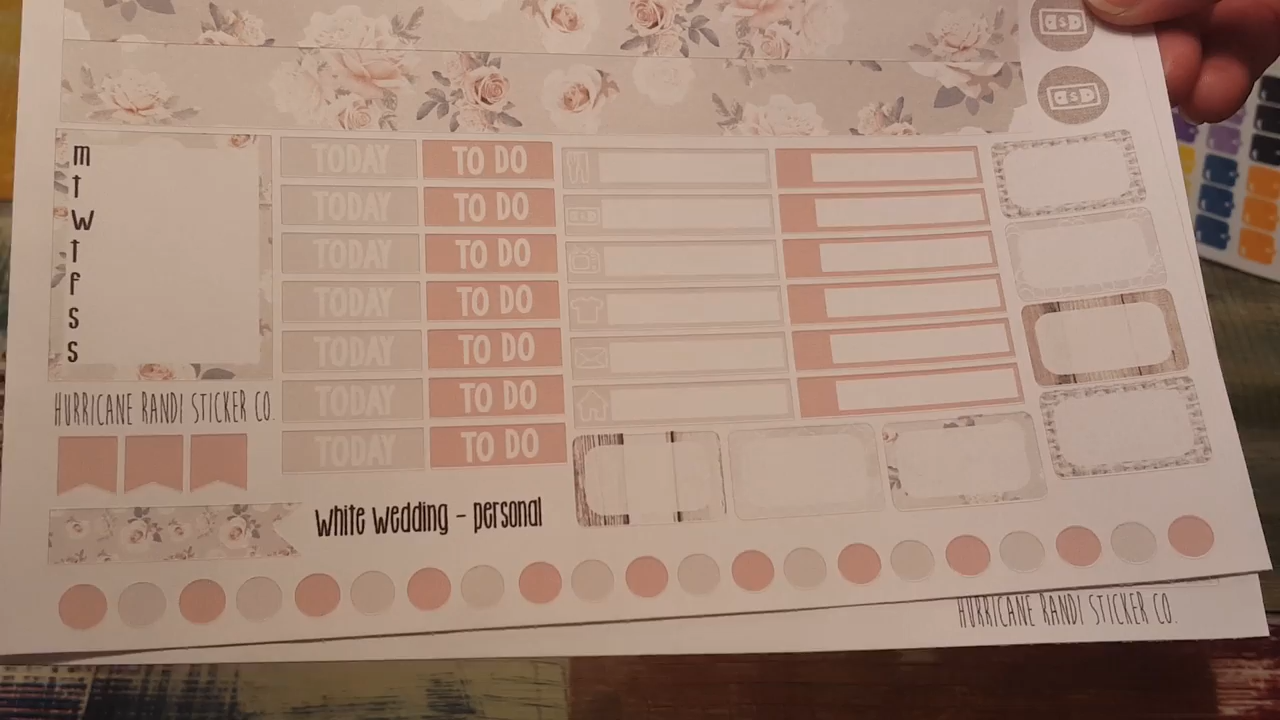 m
t
w
t
f
s
s
TODAY TO DO
TODAY TO DO
TODAY TO DO
TODAY TO DO
TODAY TO DO
TODAY TO DO
TODAY TO DO
HURRICANE RANDI STICKER CO.
white wedding - personal
HURRICANE RANDI STICKER CO.